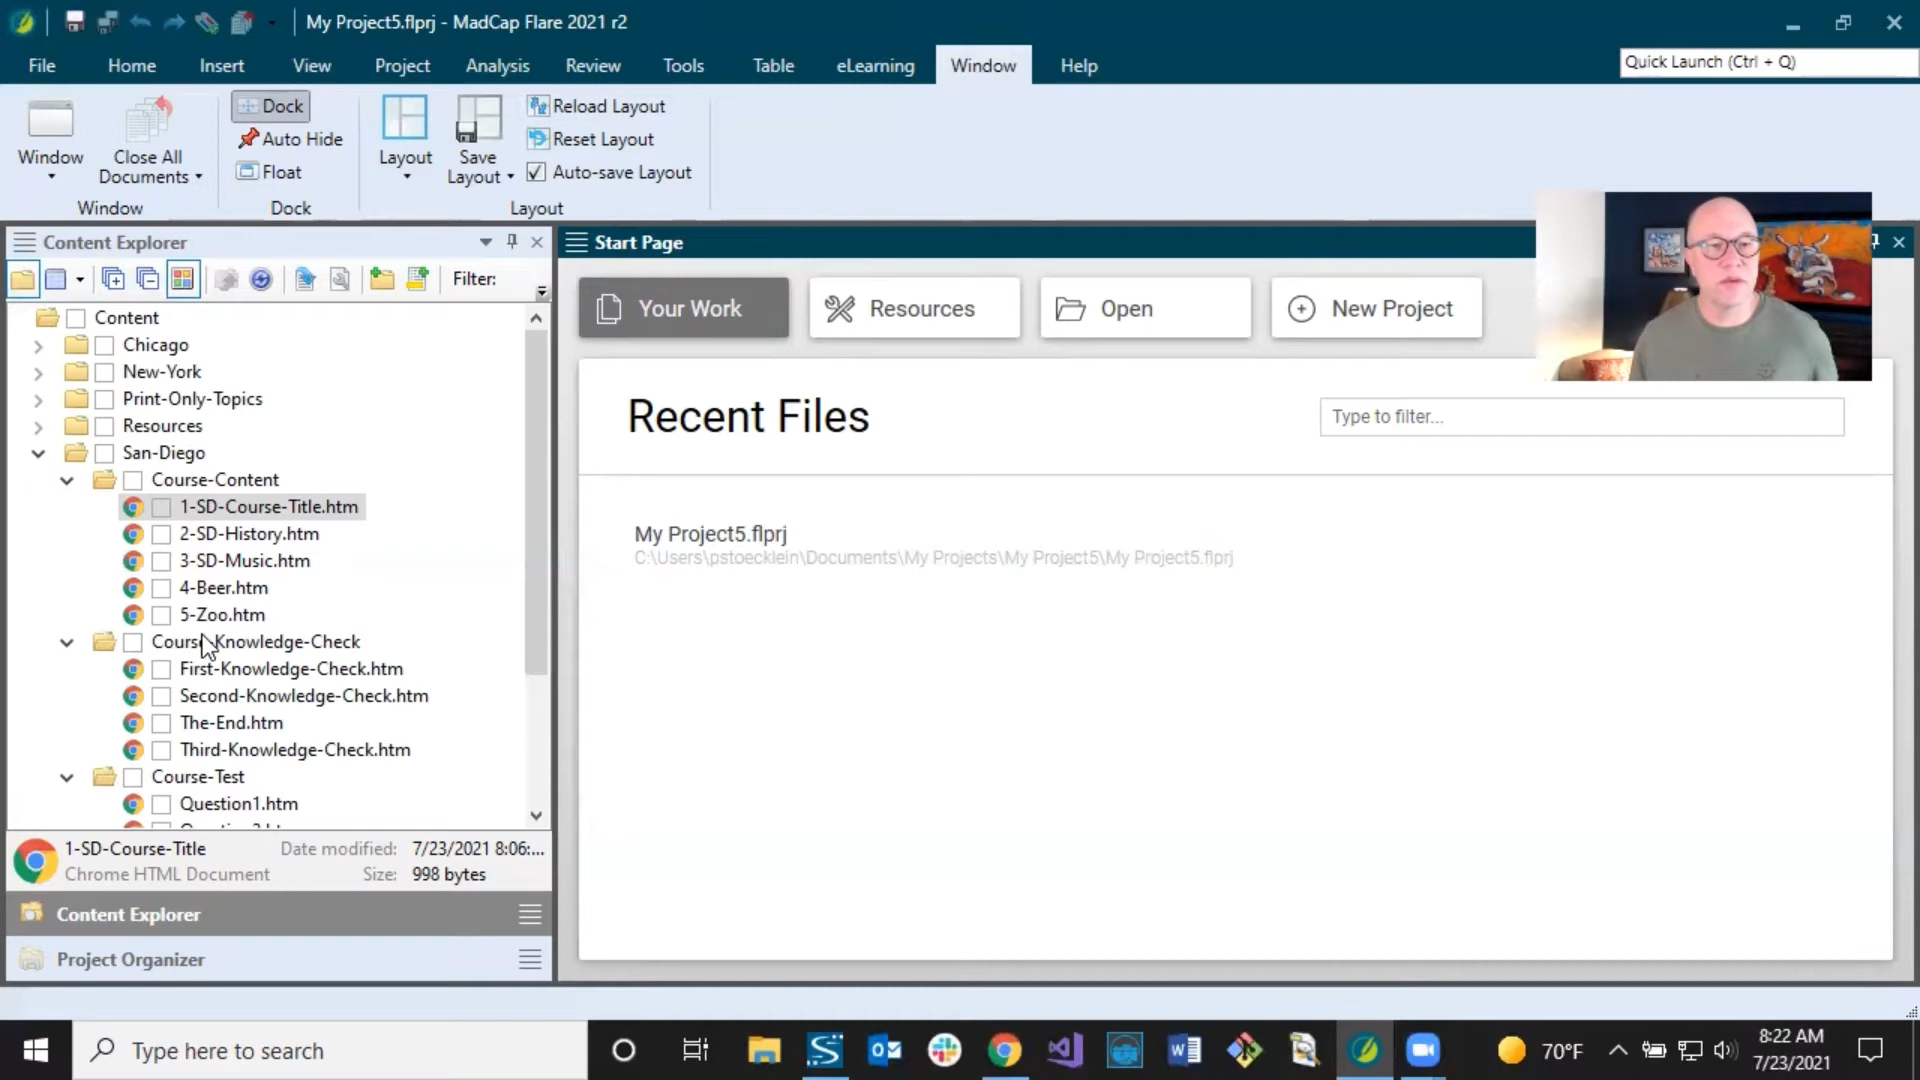 My Project5.flprj - MadCap Flare 2021 r2
File Home Insert View Project Analysis Review Tools Table eLearning Window Help
Quick Launch (Ctrl + Q)
Window
Close All
Documents
Window
Dock
Auto Hide
Float
Dock
Layout
Save
Layout
Reload Layout
Reset Layout
Auto-save Layout
Layout
Content Explorer
Filter:
Content
Chicago
New-York
Print-Only-Topics
Resources
San-Diego
Course-Content
1-SD-Course-Title.htm
2-SD-History.htm
3-SD-Music.htm
4-Beer.htm
5-Zoo.htm
Course-Knowledge-Check
First-Knowledge-Check.htm
Second-Knowledge-Check.htm
The-End.htm
Third-Knowledge-Check.htm
Course-Test
Question1.htm
1-SD-Course-Title Date modified: 7/23/2021 8:06:...
Chrome HTML Document Size: 998 bytes
Content Explorer
Project Organizer
Start Page
Your Work
Resources
Open
New Project
Recent Files
Type to filter...
My Project5.flprj
C:\Users\pstoecklein\Documents\My Projects\My Project5\My Project5.flprj
Type here to search
70°F
8:22 AM
7/23/2021